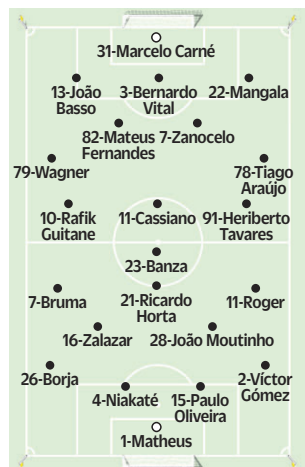 31-Marcelo Carné
13-João
Basso
3-Bernardo
Vital
22-Mangala
82-Mateus
Fernandes
7-Zanocelo
79-Wagner
78-Tiago
Araújo
10-Rafik
Guitane
11-Cassiano
91-Heriberto
Tavares
23-Banza
7-Bruma
21-Ricardo
Horta
11-Roger
16-Zalazar
28-João Moutinho
26-Borja
2-Víctor
Gómez
4-Niakaté
15-Paulo
Oliveira
1-Matheus